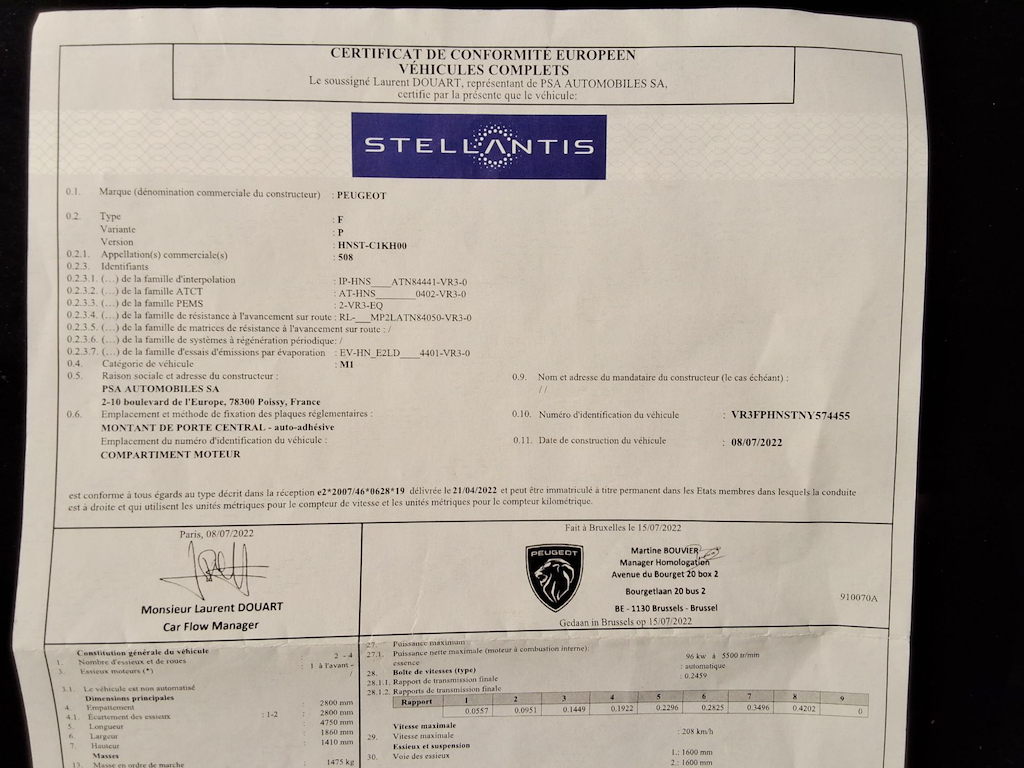 CERTIFICAT DE CONFORMITÉ EUROPEEN
VÉHICULES COMPLETS
Le soussigné Laurent DOUART, représentant de PSA AUTOMOBILES SA,
certifie par la présente que le véhicule:
STELLANTIS
0.1. Marque (dénomination commerciale du constructeur) : PEUGEOT
0.2. Type : F
Variante : P
Version : HNST-C1KH00
0.2.1. Appellation(s) commerciale(s) : 508
0.2.3. Identifiants
0.2.3.1. (...) de la famille d'interpolation : IP-HNS____ATN84441-VR3-0
0.2.3.2. (...) de la famille ATCT : AT-HNS________0402-VR3-0
0.2.3.3. (...) de la famille PEMS : 2-VR3-EQ
0.2.3.4. (...) de la famille de résistance à l'avancement sur route : RL-___MP2LATN84050-VR3-0
0.2.3.5. (...) de la famille de matrices de résistance à l'avancement sur route : /
0.2.3.6. (...) de la famille de systèmes à régénération périodique: /
0.2.3.7. (...) de la famille d'essais d'émissions par évaporation : EV-HN_E2LD____4401-VR3-0
0.4. Catégorie de véhicule : M1
0.5. Raison sociale et adresse du constructeur :
PSA AUTOMOBILES SA
2-10 boulevard de l'Europe, 78300 Poissy, France
0.6. Emplacement et méthode de fixation des plaques réglementaires :
MONTANT DE PORTE CENTRAL - auto-adhésive
Emplacement du numéro d'identification du véhicule :
COMPARTIMENT MOTEUR
0.9. Nom et adresse du mandataire du constructeur (le cas échéant) :
/ /
0.10. Numéro d'identification du véhicule : VR3FPHNSTNY574455
0.11. Date de construction du véhicule : 08/07/2022
est conforme à tous égards au type décrit dans la réception e2*2007/46*0628*19 délivrée le 21/04/2022 et peut être immatriculé à titre permanent dans les Etats membres dans lesquels la conduite
est à droite et qui utilisent les unités métriques pour le compteur de vitesse et les unités métriques pour le compteur kilométrique.
Paris, 08/07/2022
Monsieur Laurent DOUART
Car Flow Manager
Fait à Bruxelles le 15/07/2022
PEUGEOT
Martine BOUVIER
Manager Homologation
Avenue du Bourget 20 box 2
Bourgetlaan 20 bus 2
BE - 1130 Brussels - Brussel
Gedaan in Brussels op 15/07/2022
910070A
Constitution générale du véhicule
1. Nombre d'essieux et de roues : 2 - 4
3. Essieux moteurs (*) : 1 à l'avant -
/
3.1. Le véhicule est non automatisé
Dimensions principales
4. Empattement : 2800 mm
4.1. Écartement des essieux : 1-2 : 2800 mm
5. Longueur : 4750 mm
6. Largeur : 1860 mm
7. Hauteur : 1410 mm
Masses
13. Masse en ordre de marche : 1475 kg
27. Puissance maximum
27.1. Puissance nette maximale (moteur à combustion interne):
essence 96 kw à 5500 tr/mn
28. Boîte de vitesses (type) : automatique
28.1.1. Rapport de transmission finale : 0.2459
28.1.2. Rapports de transmission finale
Rapport 1 2 3 4 5 6 7 8 9
0.0557 0.0951 0.1449 0.1922 0.2296 0.2825 0.3496 0.4202 0
Vitesse maximale
29. Vitesse maximale : 208 km/h
Essieux et suspension
30. Voie des essieux 1.: 1600 mm
2.: 1600 mm